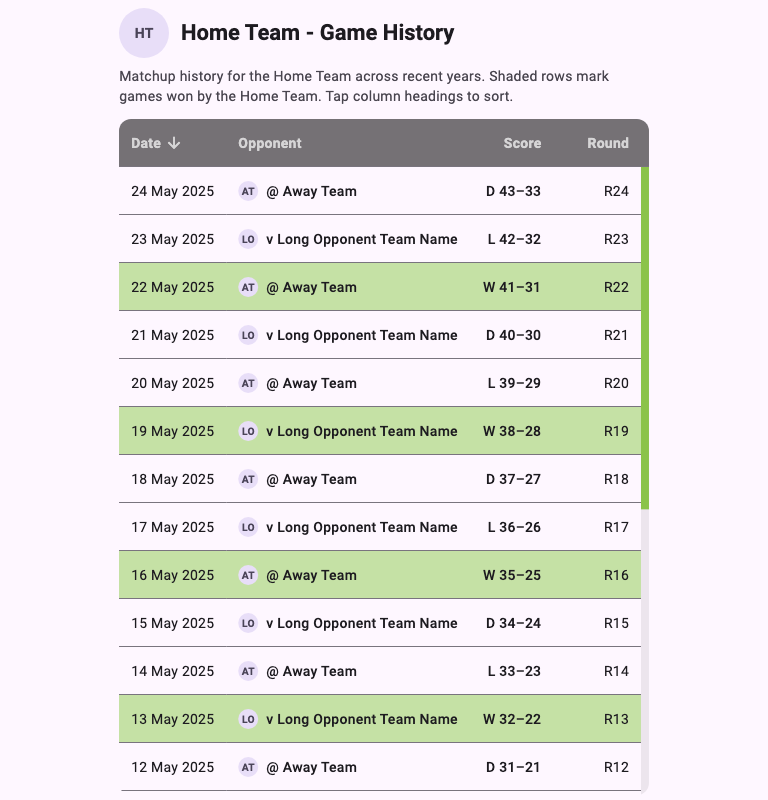 HT Home Team - Game History
Matchup history for the Home Team across recent years. Shaded rows mark
games won by the Home Team. Tap column headings to sort.
Date ↓ Opponent Score Round
24 May 2025 AT @ Away Team D 43–33 R24
23 May 2025 LO v Long Opponent Team Name L 42–32 R23
22 May 2025 AT @ Away Team W 41–31 R22
21 May 2025 LO v Long Opponent Team Name D 40–30 R21
20 May 2025 AT @ Away Team L 39–29 R20
19 May 2025 LO v Long Opponent Team Name W 38–28 R19
18 May 2025 AT @ Away Team D 37–27 R18
17 May 2025 LO v Long Opponent Team Name L 36–26 R17
16 May 2025 AT @ Away Team W 35–25 R16
15 May 2025 LO v Long Opponent Team Name D 34–24 R15
14 May 2025 AT @ Away Team L 33–23 R14
13 May 2025 LO v Long Opponent Team Name W 32–22 R13
12 May 2025 AT @ Away Team D 31–21 R12